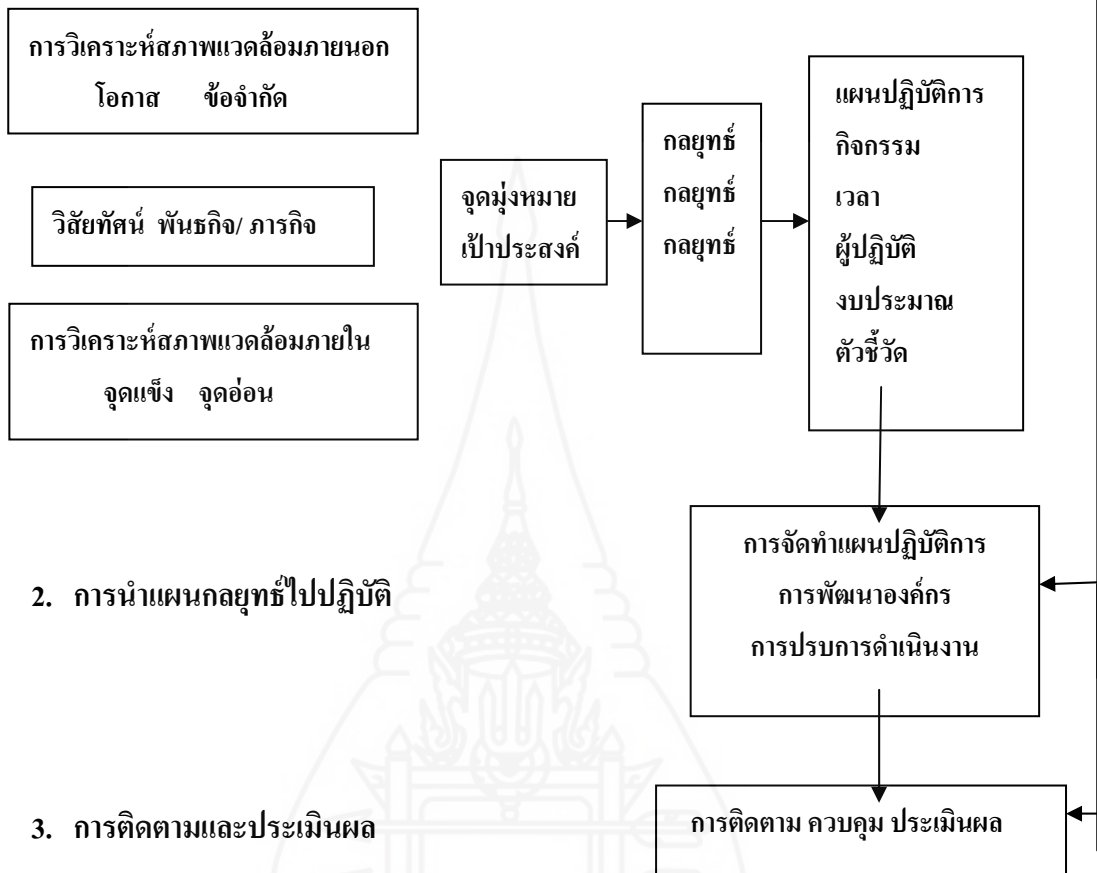 การวิเคราะห์สภาพแวดล้อมภายนอก
โอกาส ข้อจำกัด
วิสัยทัศน์ พันธกิจ/ ภารกิจ
การวิเคราะห์สภาพแวดล้อมภายใน
จุดแข็ง จุดอ่อน
จุดมุ่งหมาย
เป้าประสงค์
กลยุทธ์
กลยุทธ์
กลยุทธ์
แผนปฏิบัติการ
กิจกรรม
เวลา
ผู้ปฏิบัติ
งบประมาณ
ตัวชี้วัด
2. การนำแผนกลยุทธ์ไปปฏิบัติ
การจัดทำแผนปฏิบัติการ
การพัฒนาองค์กร
การปรบการดำเนินงาน
3. การติดตามและประเมินผล
การติดตาม ควบคุม ประเมินผล